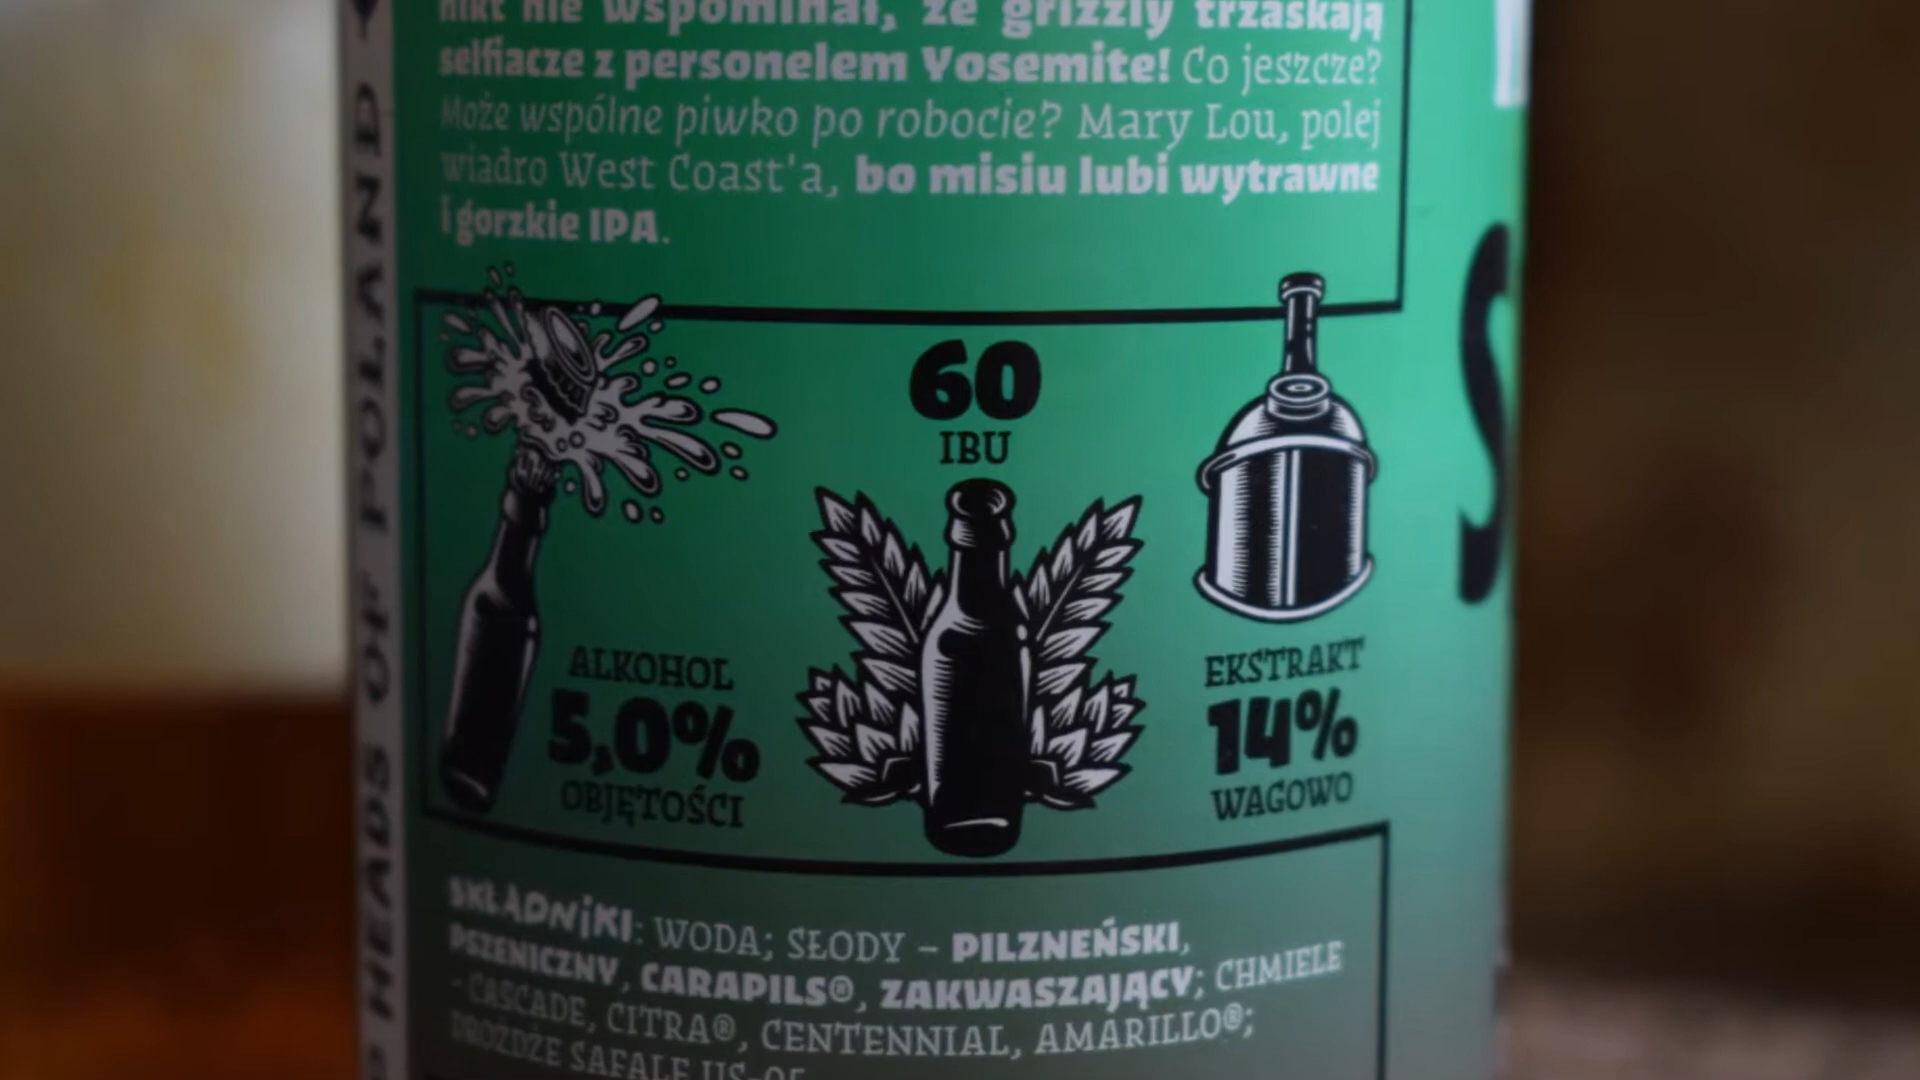 nikt nie wspominał, że grizzly trzaskają
selfiacze z personelem Yosemite! Co jeszcze?
Może wspólne piwko po robocie? Mary Lou, polej
wiadro West Coast'a, bo misiu lubi wytrawne
i gorzkie IPA.
60
IBU
ALKOHOL
5,0%
OBJĘTOŚCI
EKSTRAKT
14%
WAGOWO
SKŁADNIKI: WODA; SŁODY – PILZNEŃSKI,
PSZENICZNY, CARAPILS®, ZAKWASZAJĄCY; CHMIELE
- CASCADE, CITRA®, CENTENNIAL, AMARILLO®;
DROŻDŻE SAFALE US-05
HEADS OF POLAND
S